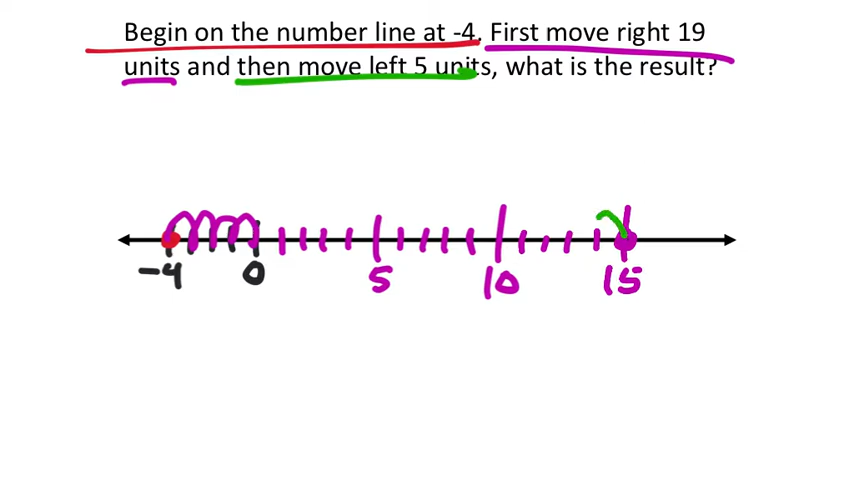 Begin on the number line at -4. First move right 19
units and then move left 5 units, what is the result?
-4 0 5 10 15